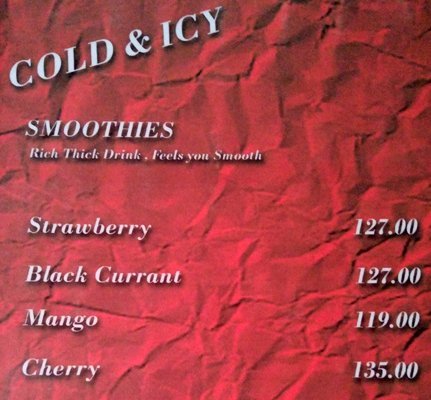 COLD & ICY
SMOOTHIES
Rich Thick Drink , Feels you Smooth
Strawberry 127.00
Black Currant 127.00
Mango 119.00
Cherry 135.00